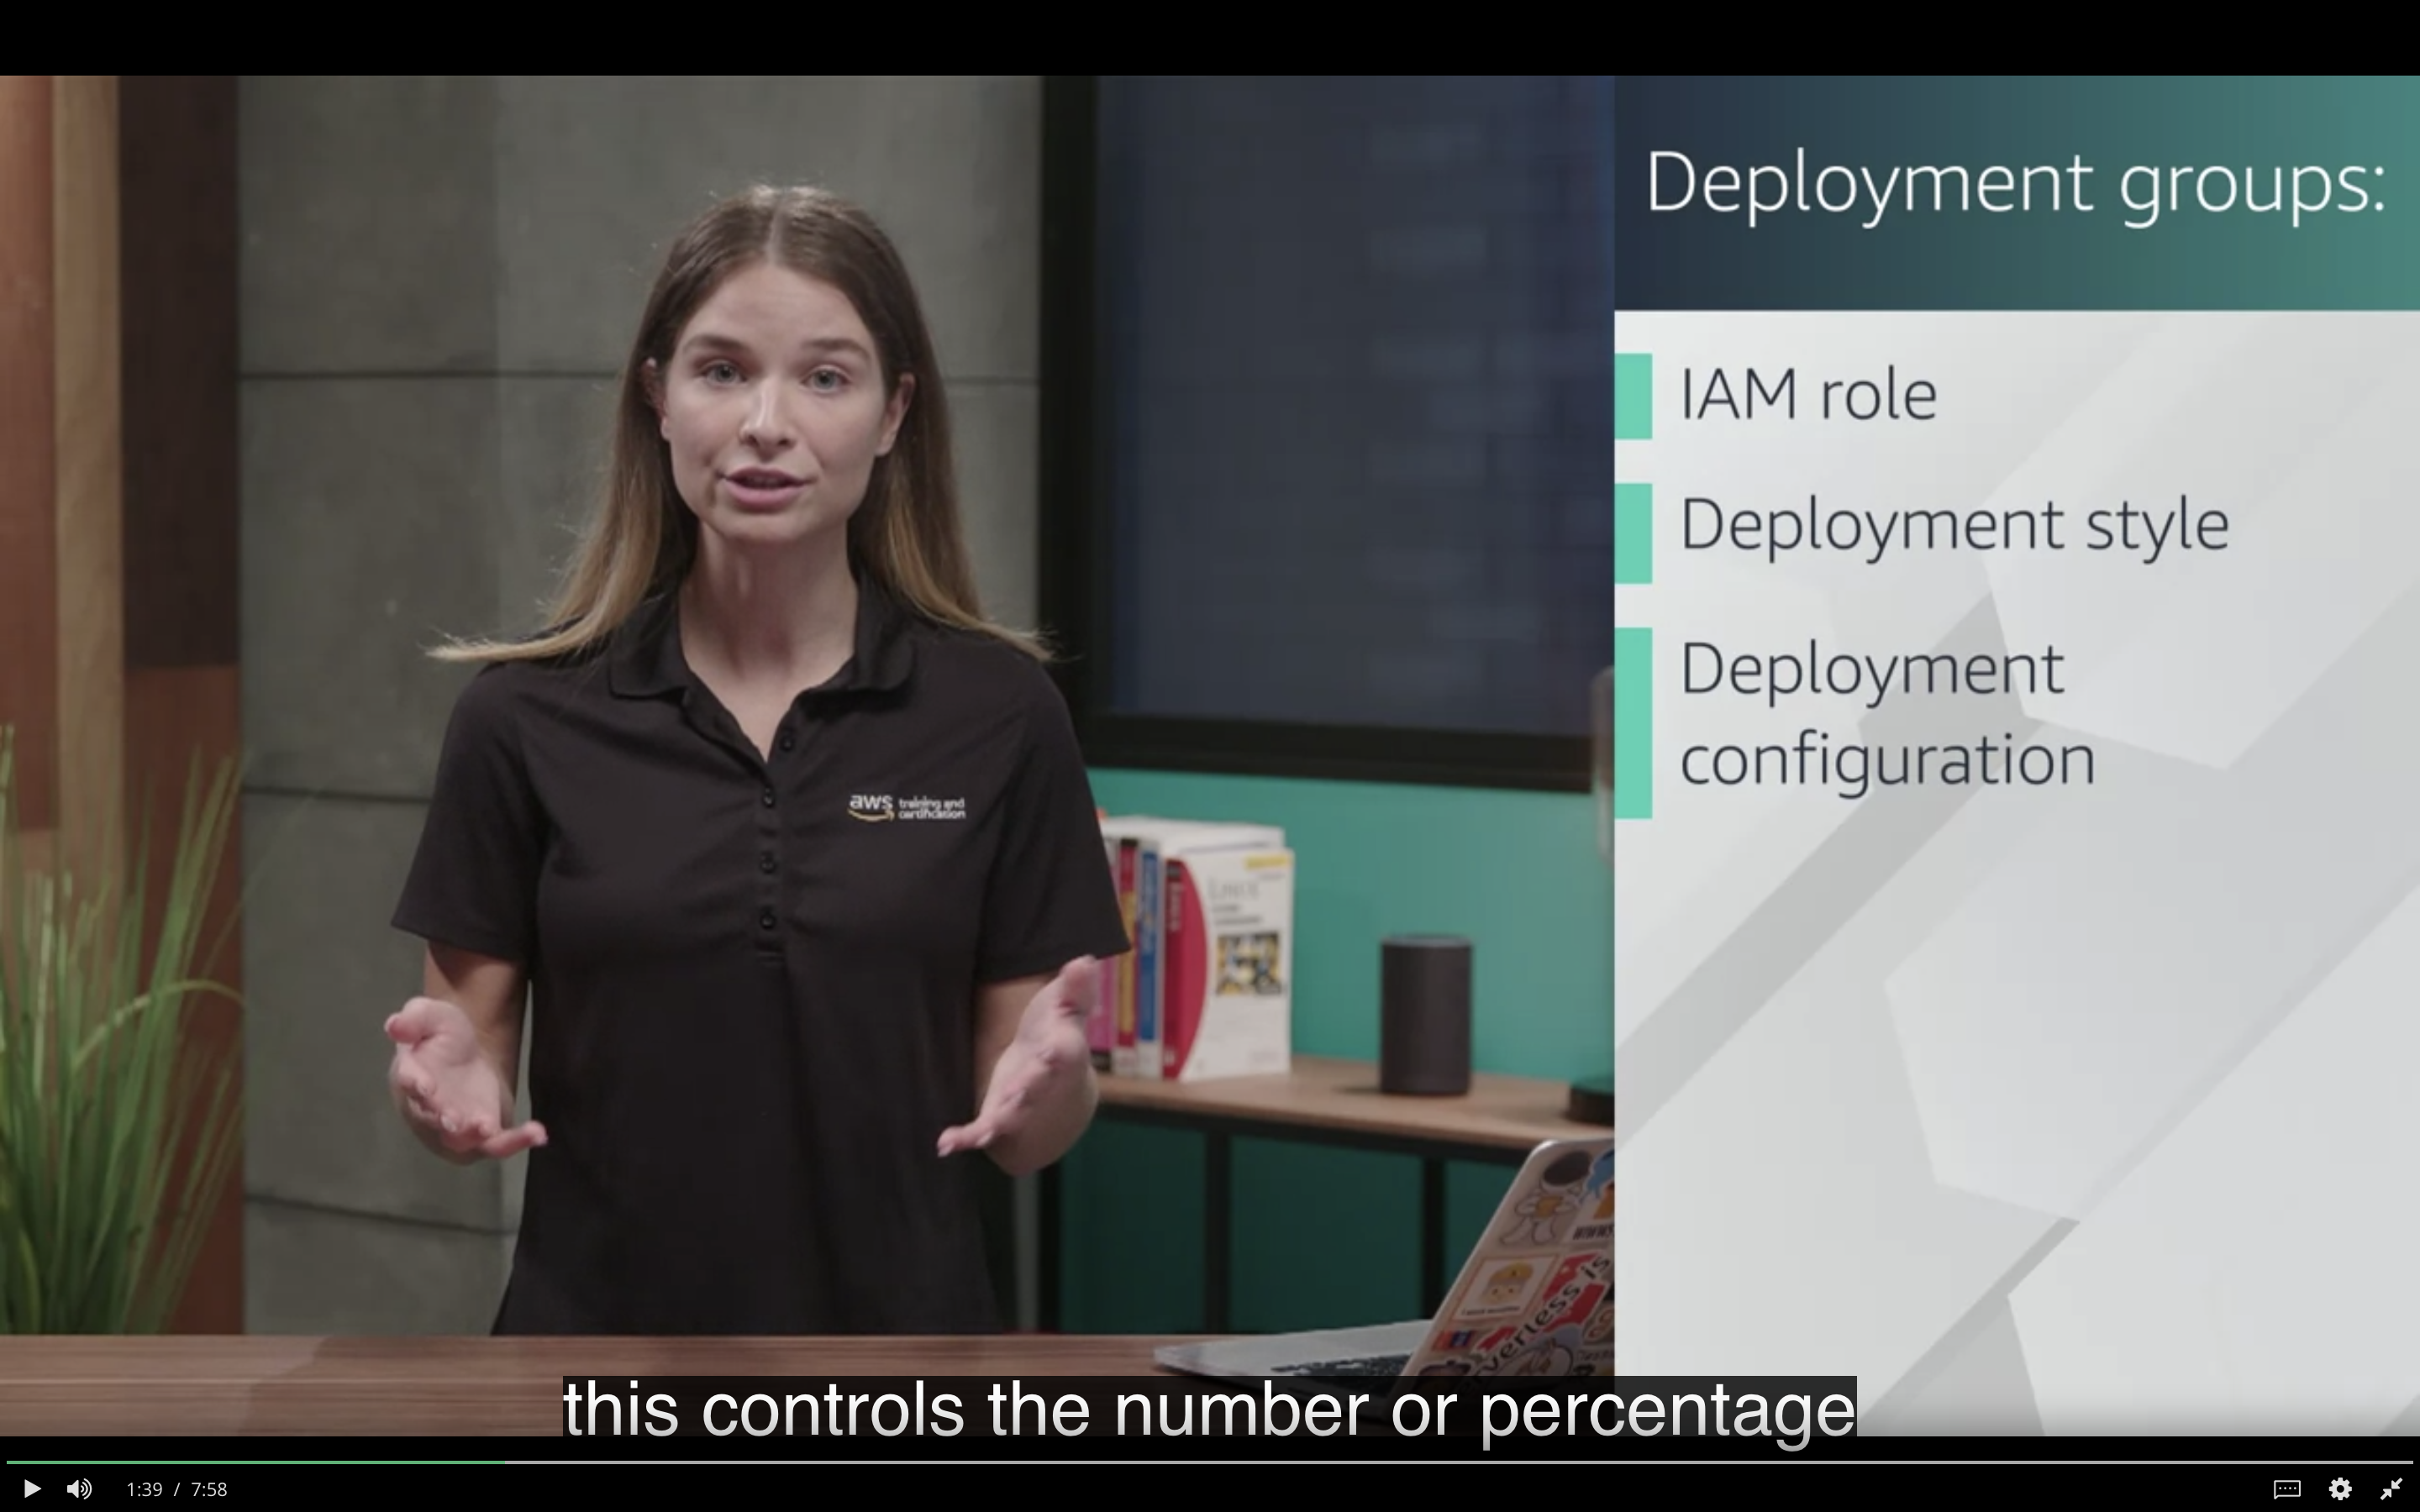 Deployment groups:
IAM role
Deployment style
Deployment
configuration
aws training and
certification
Linux
this controls the number or percentage
1:39 / 7:58